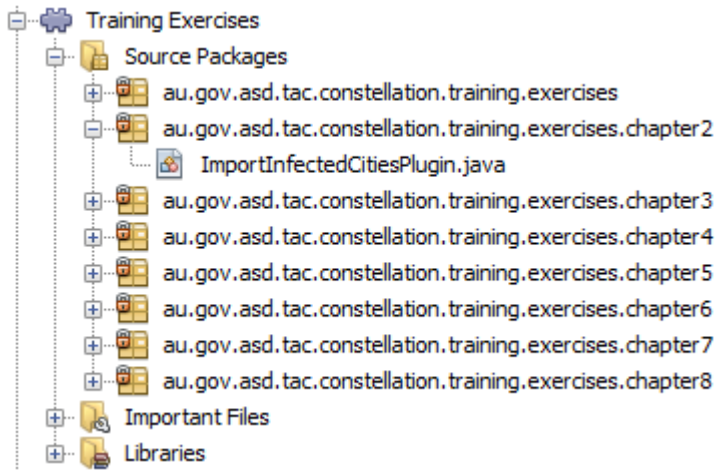 Training Exercises
Source Packages
au.gov.asd.tac.constellation.training.exercises
au.gov.asd.tac.constellation.training.exercises.chapter2
ImportInfectedCitiesPlugin.java
au.gov.asd.tac.constellation.training.exercises.chapter3
au.gov.asd.tac.constellation.training.exercises.chapter4
au.gov.asd.tac.constellation.training.exercises.chapter5
au.gov.asd.tac.constellation.training.exercises.chapter6
au.gov.asd.tac.constellation.training.exercises.chapter7
au.gov.asd.tac.constellation.training.exercises.chapter8
Important Files
Libraries